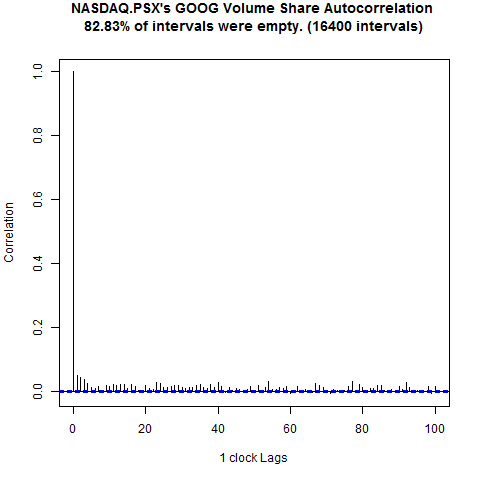 NASDAQ.PSX's GOOG Volume Share Autocorrelation
82.83% of intervals were empty. (16400 intervals)
1.0
0.8
0.6
0.4
0.2
0.0
Correlation
0 20 40 60 80 100
1 clock Lags